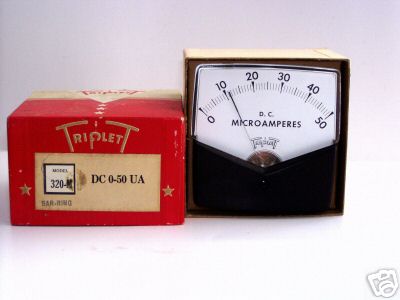 TRIPLETT
MODEL
320-M
DC 0-50 UA
BAR-RING
0 10 20 30 40 50
D.C.
MICROAMPERES
TRIPLETT